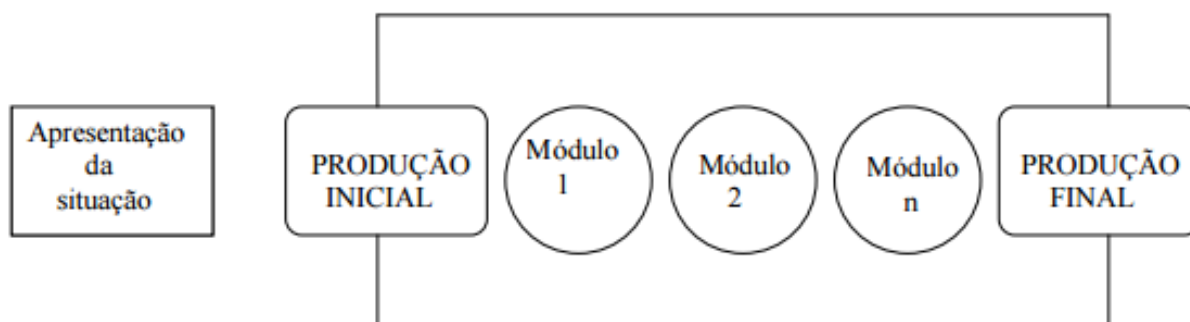 Apresentação
da
situação
PRODUÇÃO
INICIAL
Módulo
1
Módulo
2
Módulo
n
PRODUÇÃO
FINAL